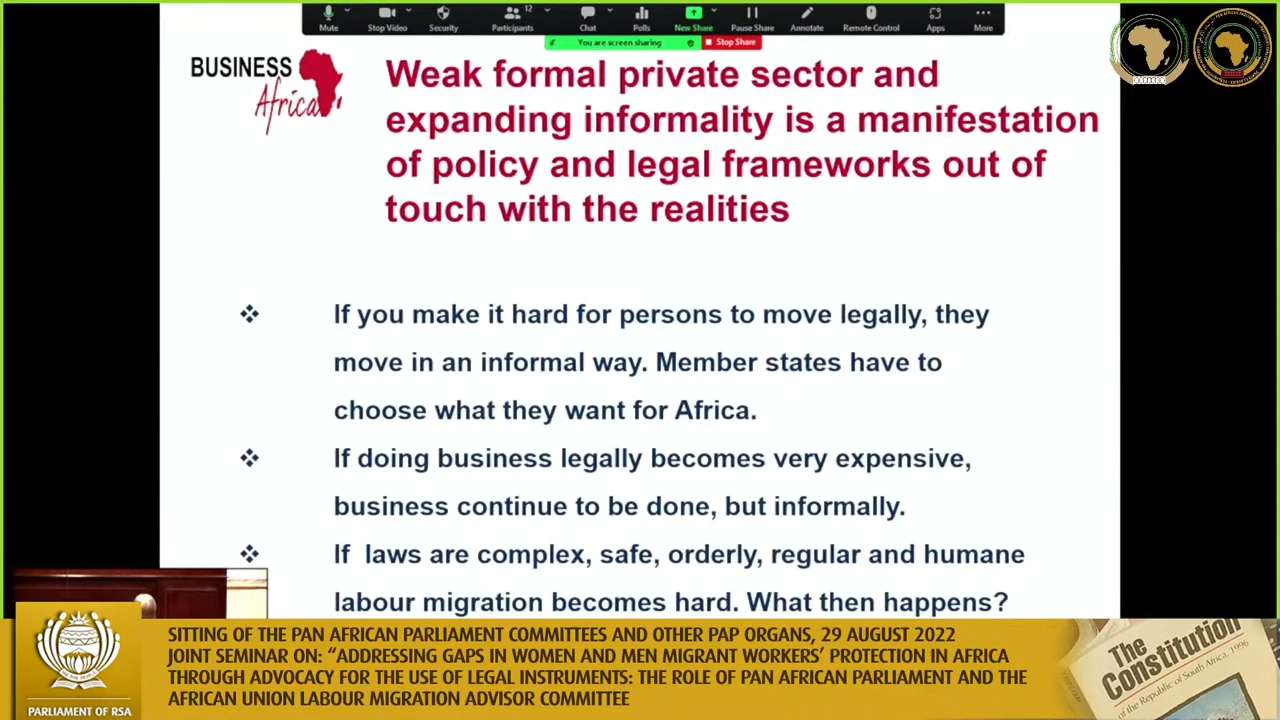 Mute
Stop Video
Security
Participants
12
Chat
Polls
New Share
Pause Share
Annotate
Remote Control
Apps
More
You are screen sharing
Stop Share
BUSINESS
Africa
Weak formal private sector and
expanding informality is a manifestation
of policy and legal frameworks out of
touch with the realities
If you make it hard for persons to move legally, they
move in an informal way. Member states have to
choose what they want for Africa.
If doing business legally becomes very expensive,
business continue to be done, but informally.
If laws are complex, safe, orderly, regular and humane
labour migration becomes hard. What then happens?
SITTING OF THE PAN AFRICAN PARLIAMENT COMMITTEES AND OTHER PAP ORGANS, 29 AUGUST 2022
JOINT SEMINAR ON: “ADDRESSING GAPS IN WOMEN AND MEN MIGRANT WORKERS’ PROTECTION IN AFRICA
THROUGH ADVOCACY FOR THE USE OF LEGAL INSTRUMENTS: THE ROLE OF PAN AFRICAN PARLIAMENT AND THE
AFRICAN UNION LABOUR MIGRATION ADVISOR COMMITTEE
PARLIAMENT OF RSA
The
Constitution
of the Republic of South Africa, 1996